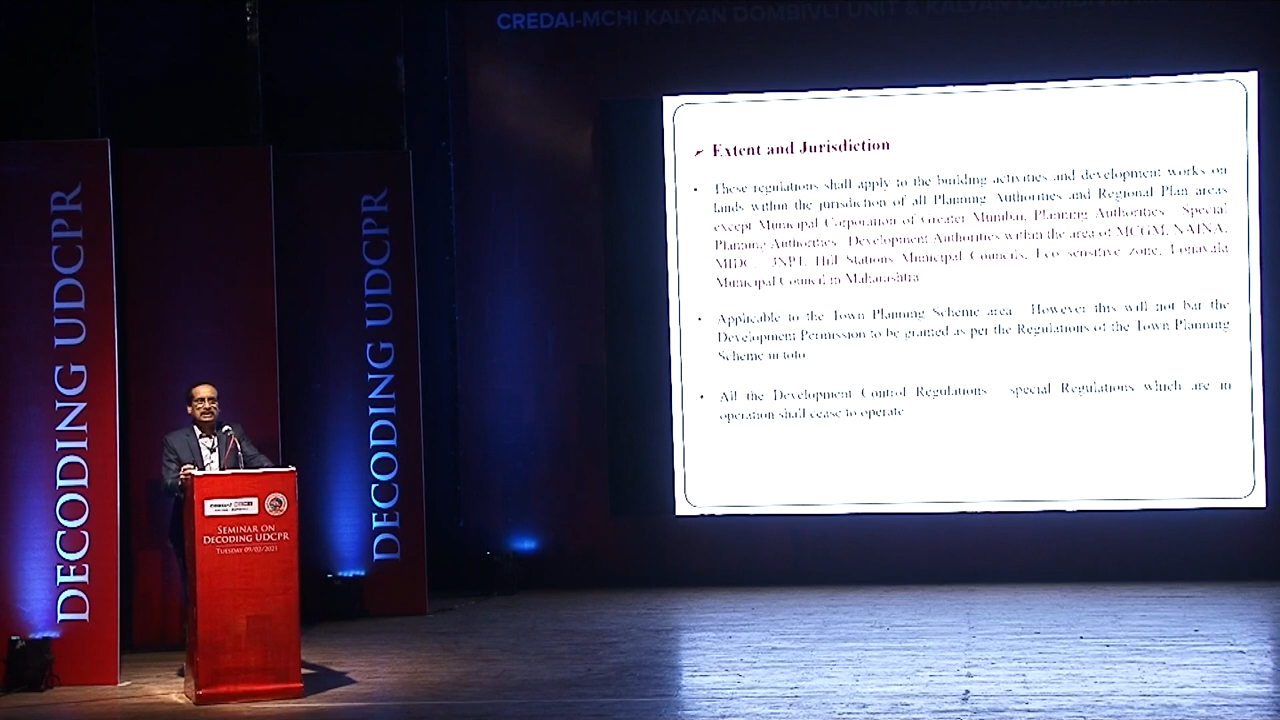 CREDAI-MCHI KALYAN DOMBIVLI UNIT & KALYAN DOMBIVLI
Extent and Jurisdiction
These regulations shall apply to the building activities and development works on
lands within the jurisdiction of all Planning Authorities and Regional Plan areas
except Municipal Corporation of Greater Mumbai, Planning Authorities Special
Planning Authorities Development Authorities within the area of MCGM, NAINA,
MIDC, JNPT, Hill Stations Municipal Councils, Eco sensitive zone, Lonavala
Municipal Council in Maharashtra
Applicable to the Town Planning Scheme area However this will not bar the
Development Permission to be granted as per the Regulations of the Town Planning
Scheme in toto
All the Development Control Regulations special Regulations which are in
operation shall cease to operate
DECODING UDCPR
DECODING UDCPR
SEMINAR ON
DECODING UDCPR
TUESDAY 09/02/2021